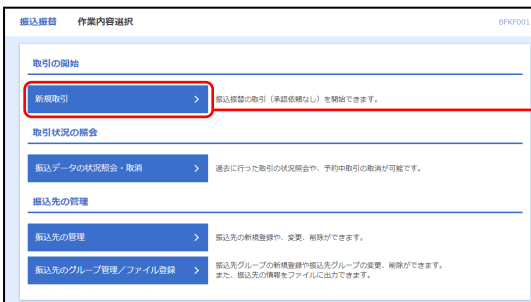 振込振替 作業内容選択 BFKF001
取引の開始
新規取引 > 振込振替の取引（承認依頼なし）を開始できます。
取引状況の照会
振込データの状況照会・取消 > 過去に行った取引の状況照会や、予約中取引の取消が可能です。
振込先の管理
振込先の管理 > 振込先の新規登録や、変更、削除ができます。
振込先のグループ管理／ファイル登録 > 振込先グループの新規登録や振込先グループの変更、削除ができます。
また、振込先の情報をファイルに出力できます。